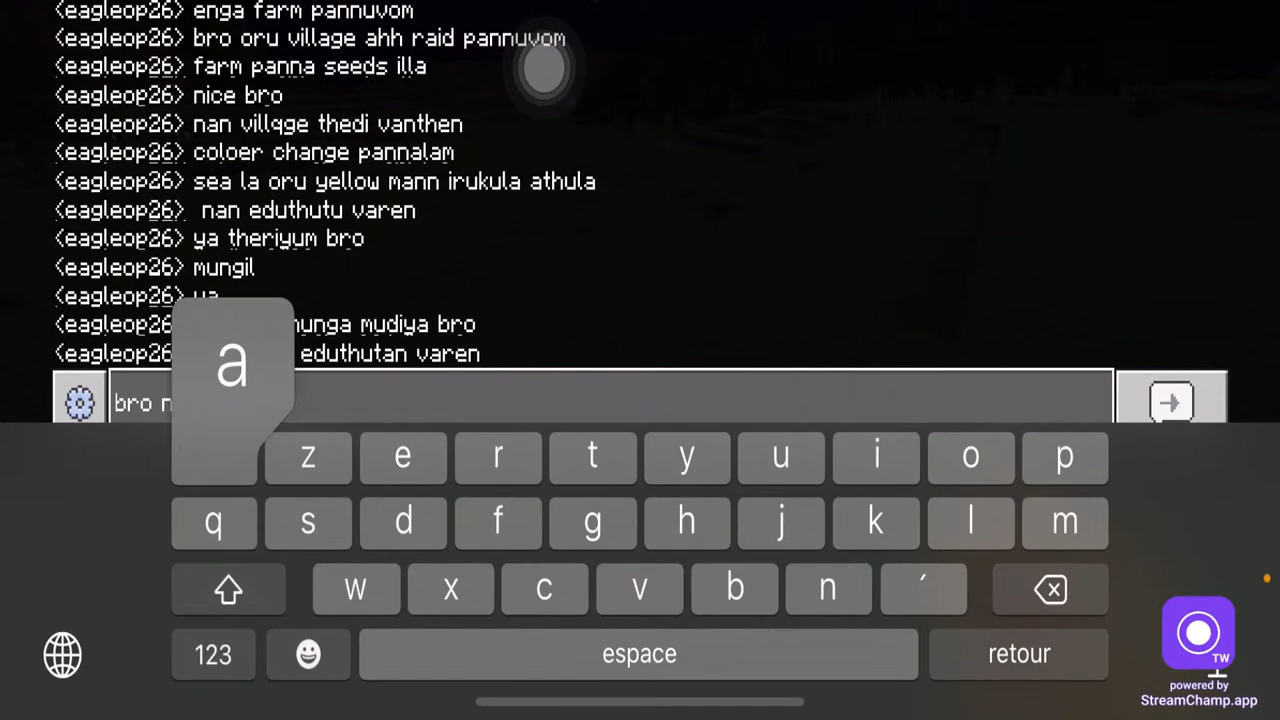 <eagleop26> enga farm pannuvom
<eagleop26> bro oru village ahh raid pannuvom
<eagleop26> farm panna seeds illa
<eagleop26> nice bro
<eagleop26> nan villqge thedi vanthen
<eagleop26> coloer change pannalam
<eagleop26> sea la oru yellow mann irukula athula
<eagleop26> nan eduthutu varen
<eagleop26> ya theriyum bro
<eagleop26> mungil
<eagleop26> ya
<eagleop26> mudiya bro
<eagleop26> eduthutan varen
bro n
a
z e r t y u i o p
q s d f g h j k l m
w x c v b n ´
123 espace retour
TW
powered by
StreamChamp.app